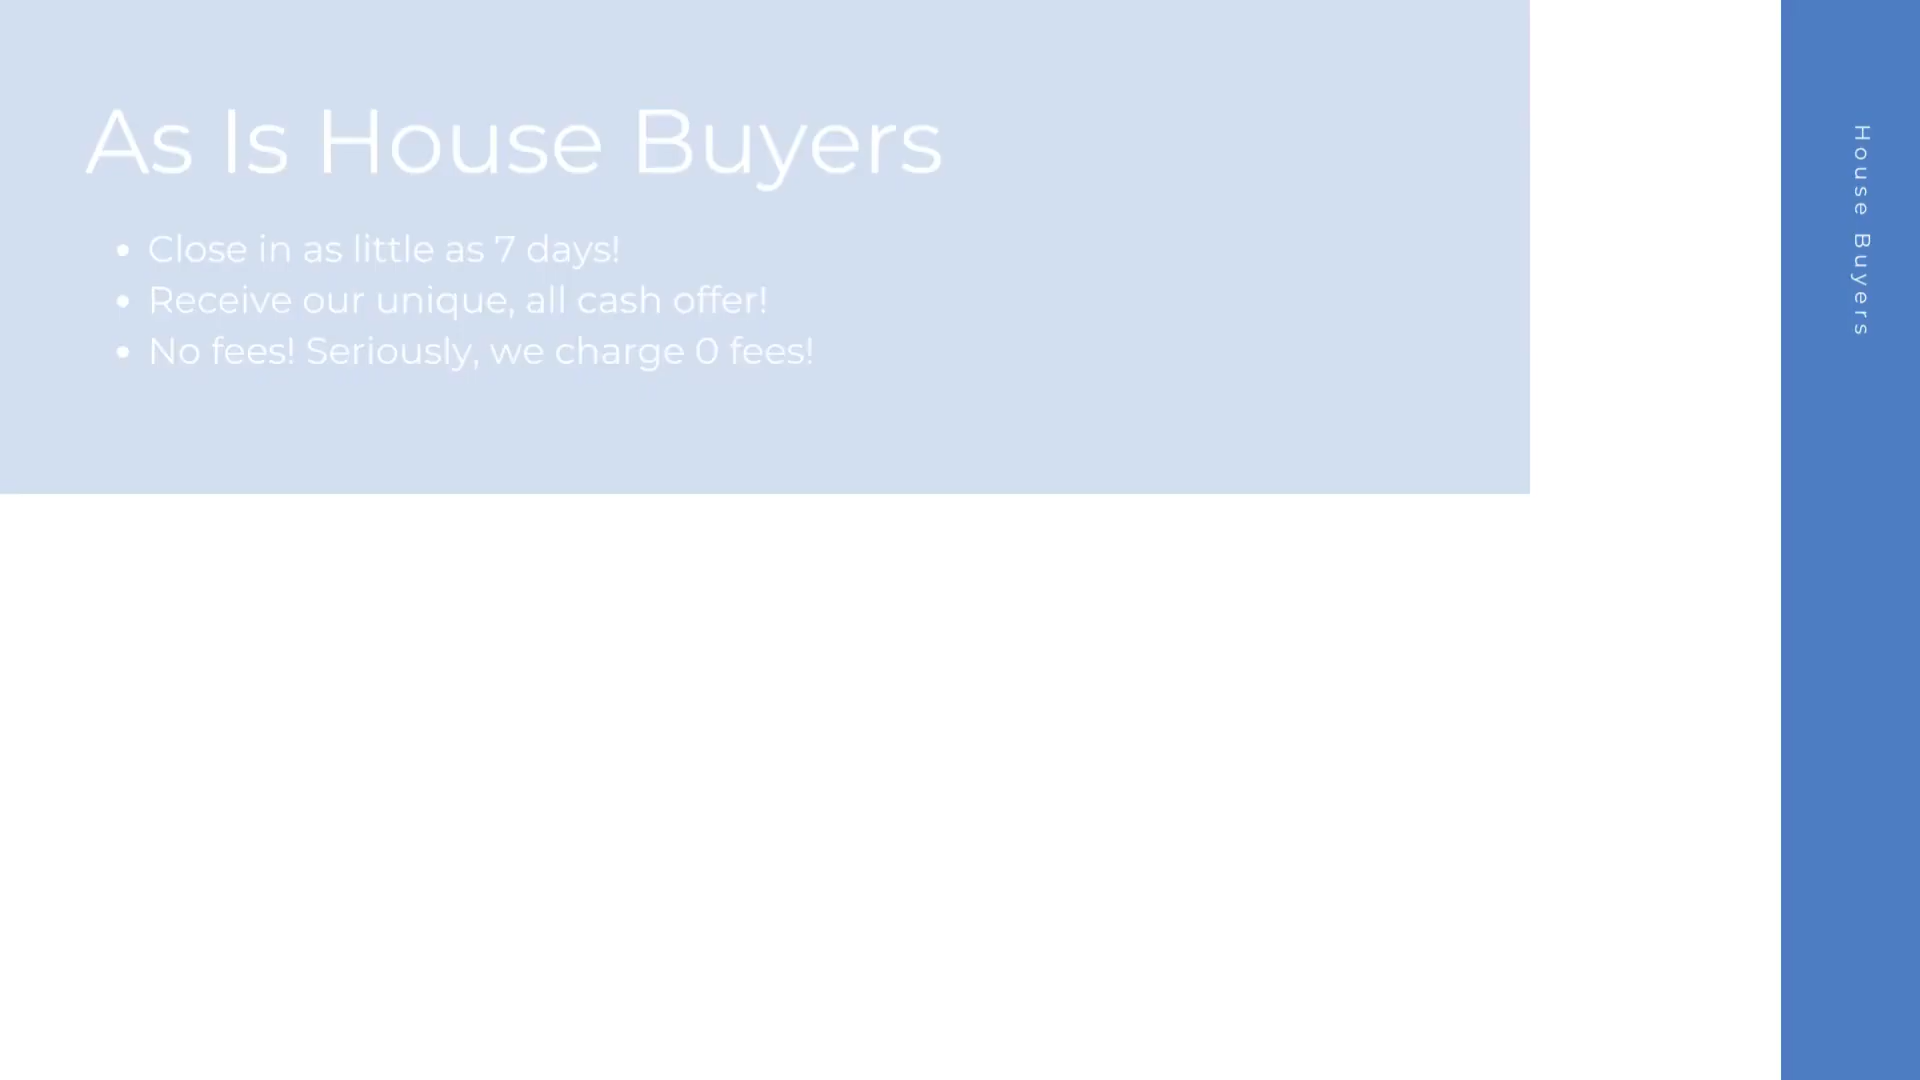 As Is House Buyers
• Close in as little as 7 days!
• Receive our unique, all cash offer!
• No fees! Seriously, we charge 0 fees!
House Buyers